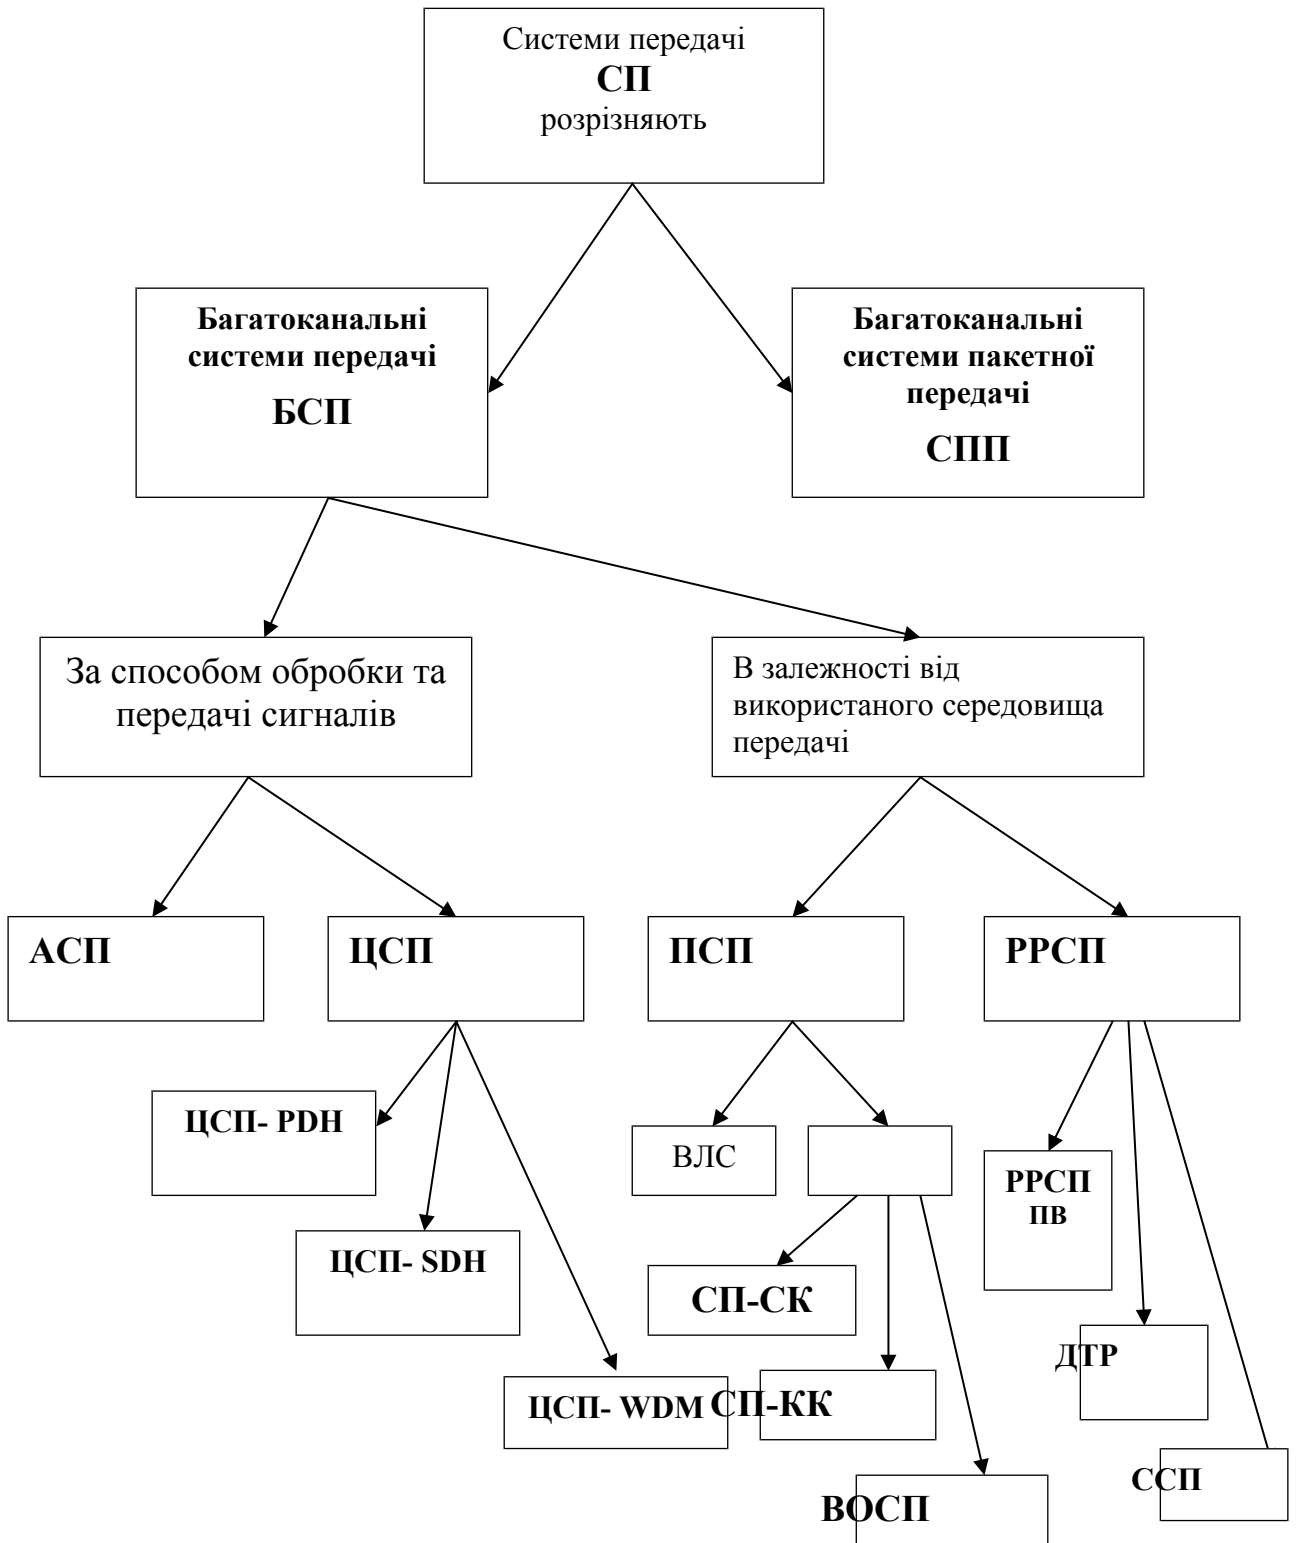 Системи передачі
СП
розрізняють
Багатоканальні
системи передачі
БСП
Багатоканальні
системи пакетної
передачі
СПП
За способом обробки та
передачі сигналів
В залежності від
використаного середовища
передачі
АСП
ЦСП
ПСП
РРСП
ЦСП- PDH
ВЛС
РРСП
ПВ
ЦСП- SDH
СП-СК
ДТР
ЦСП- WDM
СП-КК
ССП
ВОСП